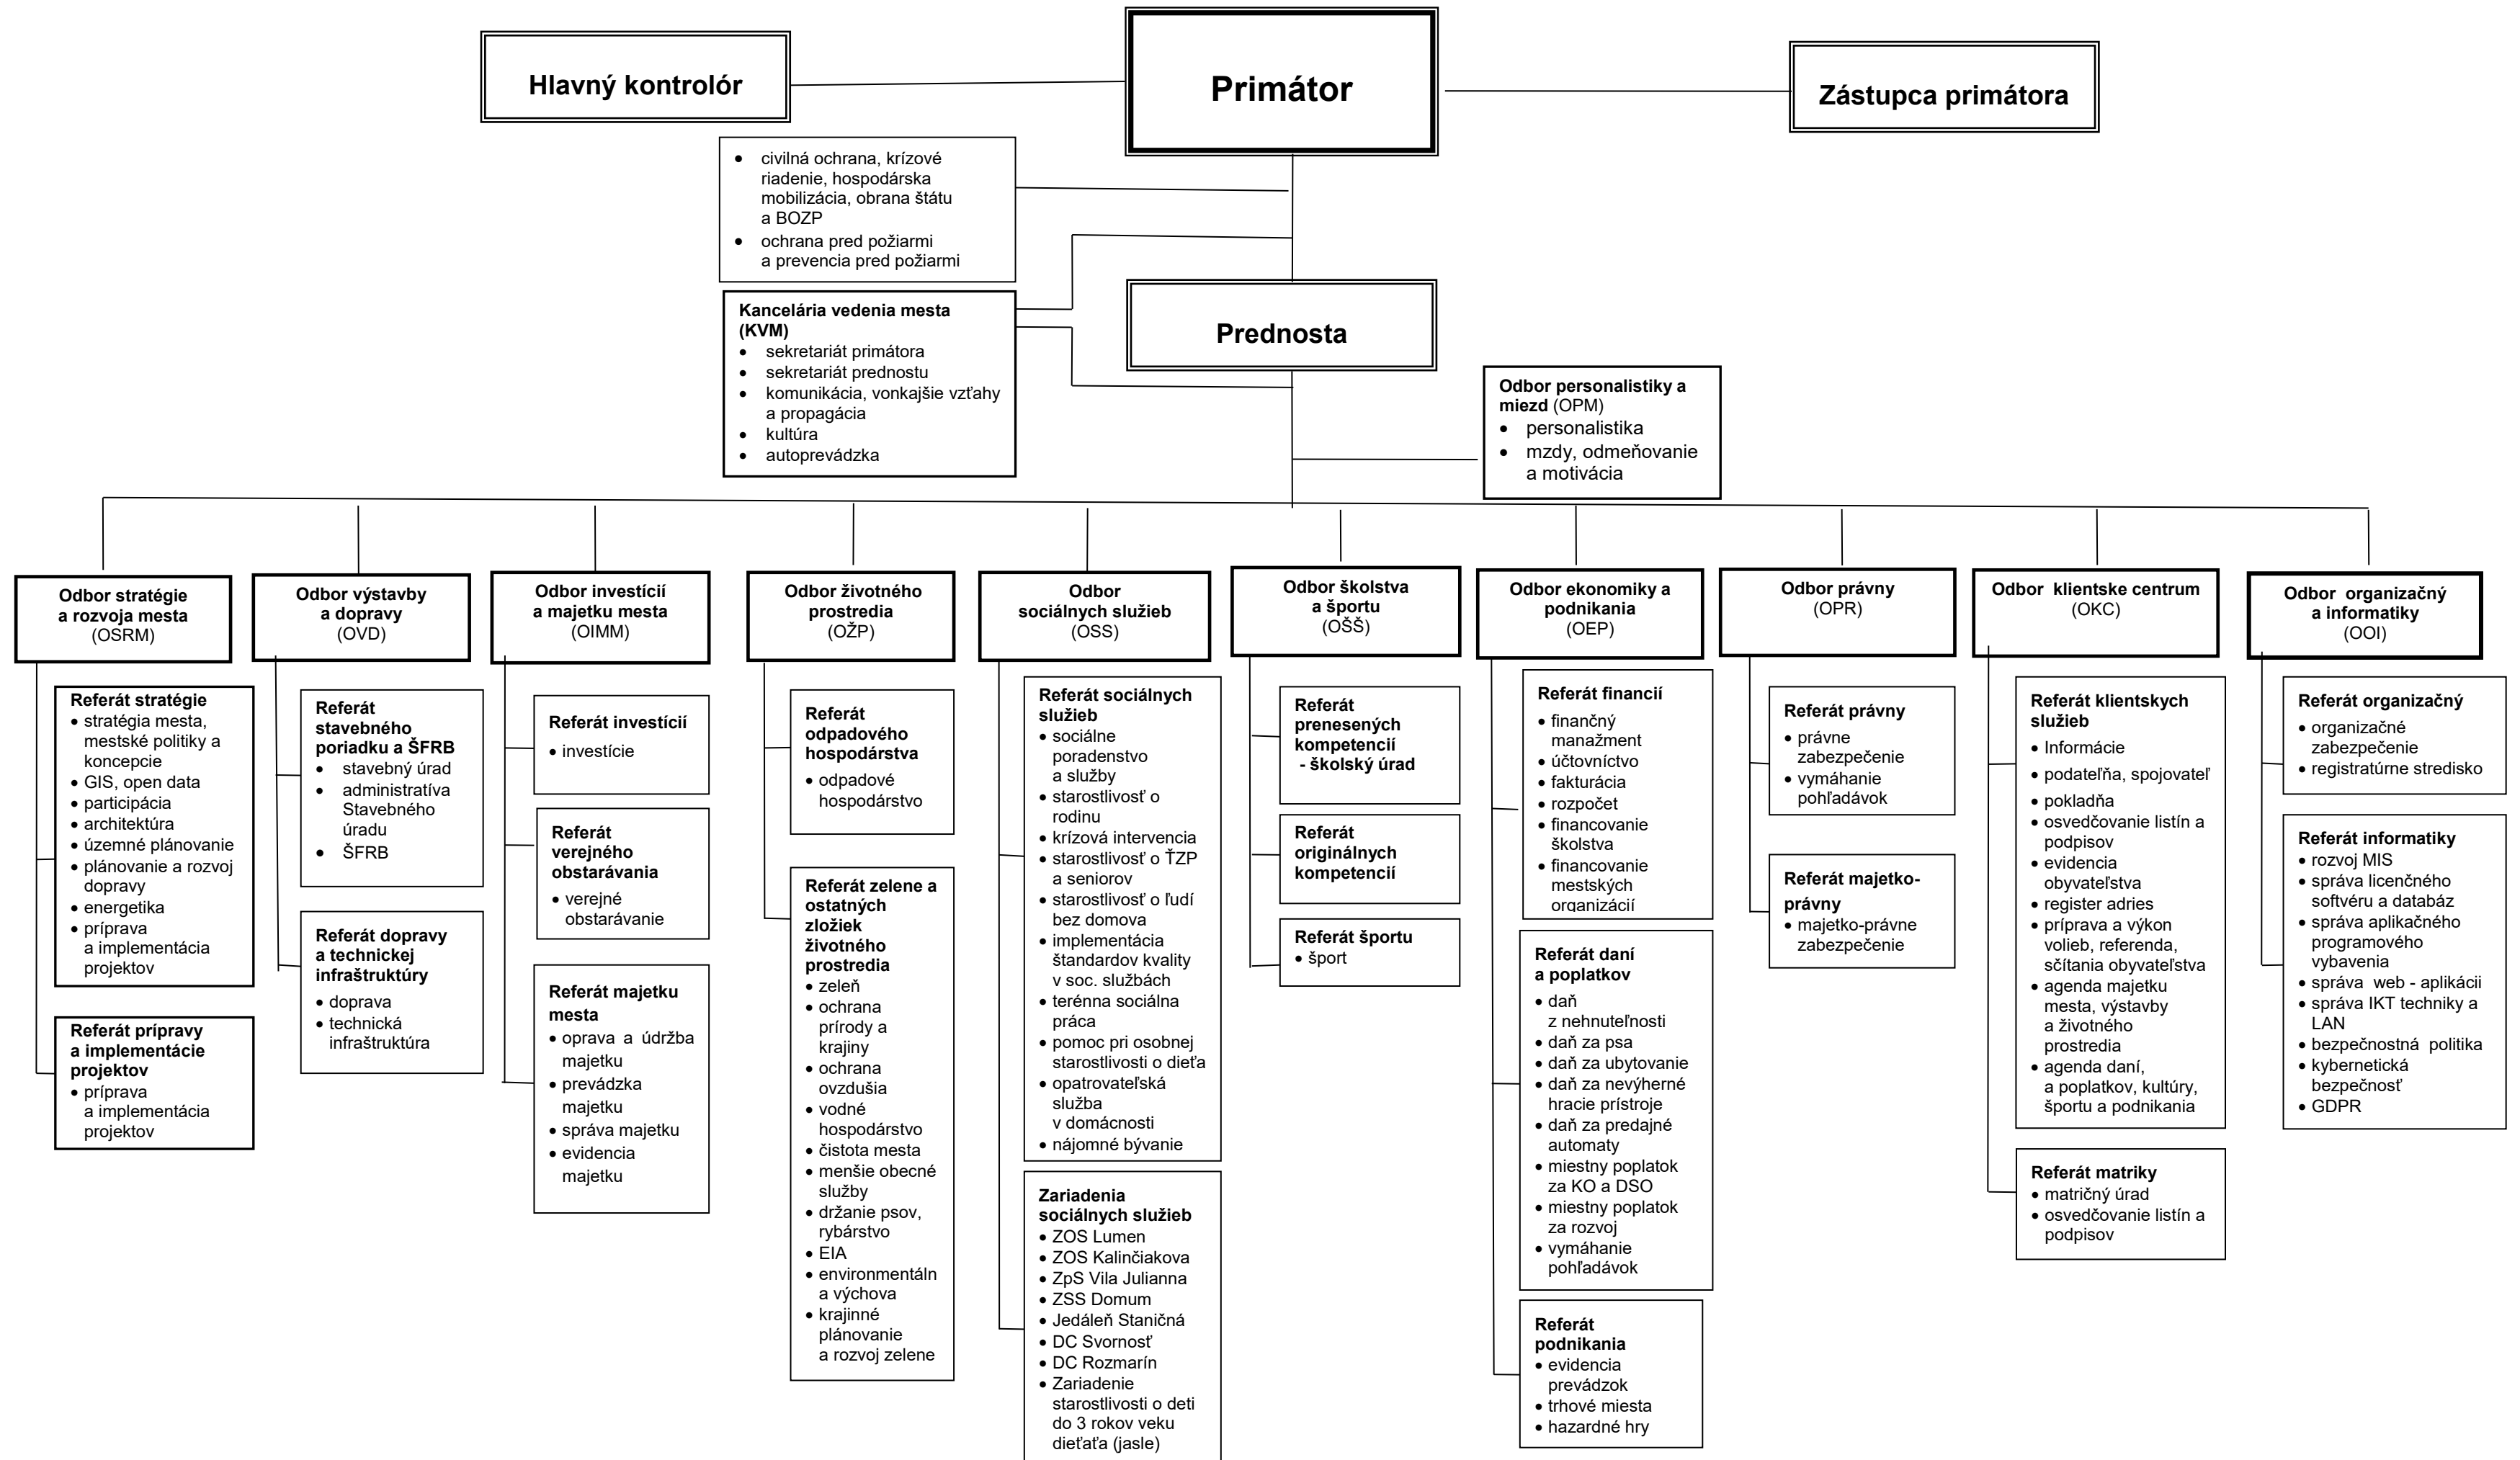 Hlavný kontrolór
Primátor
Zástupca primátora
• civilná ochrana, krízové
riadenie, hospodárska
mobilizácia, obrana štátu
a BOZP
• ochrana pred požiarmi
a prevencia pred požiarmi
Kancelária vedenia mesta
(KVM)
• sekretariát primátora
• sekretariát prednostu
• komunikácia, vonkajšie vzťahy
a propagácia
• kultúra
• autoprevádzka
Prednosta
Odbor personalistiky a
miezd (OPM)
• personalistika
• mzdy, odmeňovanie
a motivácia
Odbor stratégie
a rozvoja mesta
(OSRM)
Referát stratégie
• stratégia mesta,
mestské politiky a
koncepcie
• GIS, open data
• participácia
• architektúra
• územné plánovanie
• plánovanie a rozvoj
dopravy
• energetika
• príprava
a implementácia
projektov
Referát prípravy
a implementácie
projektov
• príprava
a implementácia
projektov
Odbor výstavby
a dopravy
(OVD)
Referát
stavebného
poriadku a ŠFRB
• stavebný úrad
• administratíva
Stavebného
úradu
• ŠFRB
Referát dopravy
a technickej
infraštruktúry
• doprava
• technická
infraštruktúra
Odbor investícií
a majetku mesta
(OIMM)
Referát investícií
• investície
Referát
verejného
obstarávania
• verejné
obstarávanie
Referát majetku
mesta
• oprava a údržba
majetku
• prevádzka
majetku
• správa majetku
• evidencia
majetku
Odbor životného
prostredia
(OŽP)
Referát
odpadového
hospodárstva
• odpadové
hospodárstvo
Referát zelene a
ostatných
zložiek
životného
prostredia
• zeleň
• ochrana
prírody a
krajiny
• ochrana
ovzdušia
• vodné
hospodárstvo
• čistota mesta
• menšie obecné
služby
• držanie psov,
rybárstvo
• EIA
• environmentáln
a výchova
• krajinné
plánovanie
a rozvoj zelene
Odbor
sociálnych služieb
(OSS)
Referát sociálnych
služieb
• sociálne
poradenstvo
a služby
• starostlivosť o
rodinu
• krízová intervencia
• starostlivosť o ŤZP
a seniorov
• starostlivosť o ľudí
bez domova
• implementácia
štandardov kvality
v soc. službách
• terénna sociálna
práca
• pomoc pri osobnej
starostlivosti o dieťa
• opatrovateľská
služba
v domácnosti
• nájomné bývanie
Zariadenia
sociálnych služieb
• ZOS Lumen
• ZOS Kalinčiakova
• ZpS Vila Julianna
• ZSS Domum
• Jedáleň Staničná
• DC Svornosť
• DC Rozmarín
• Zariadenie
starostlivosti o deti
do 3 rokov veku
dieťaťa (jasle)
Odbor školstva
a športu
(OŠŠ)
Referát
prenesených
kompetencií
- školský úrad
Referát
originálnych
kompetencií
Referát športu
• šport
Odbor ekonomiky a
podnikania
(OEP)
Referát financií
• finančný
manažment
• účtovníctvo
• fakturácia
• rozpočet
• financovanie
školstva
• financovanie
mestských
organizácií
Referát daní
a poplatkov
• daň
z nehnuteľnosti
• daň za psa
• daň za ubytovanie
• daň za nevýherné
hracie prístroje
• daň za predajné
automaty
• miestny poplatok
za KO a DSO
• miestny poplatok
za rozvoj
• vymáhanie
pohľadávok
Referát
podnikania
• evidencia
prevádzok
• trhové miesta
• hazardné hry
Odbor právny
(OPR)
Referát právny
• právne
zabezpečenie
• vymáhanie
pohľadávok
Referát majetko-
právny
• majetko-právne
zabezpečenie
Odbor klientske centrum
(OKC)
Referát klientskych
služieb
• Informácie
• podateľňa, spojovateľ
• pokladňa
• osvedčovanie listín a
podpisov
• evidencia
obyvateľstva
• register adries
• príprava a výkon
volieb, referenda,
sčítania obyvateľstva
• agenda majetku
mesta, výstavby
a životného
prostredia
• agenda daní,
a poplatkov, kultúry,
športu a podnikania
Referát matriky
• matričný úrad
• osvedčovanie listín a
podpisov
Odbor organizačný
a informatiky
(OOI)
Referát organizačný
• organizačné
zabezpečenie
• registratúrne stredisko
Referát informatiky
• rozvoj MIS
• správa licenčného
softvéru a databáz
• správa aplikačného
programového
vybavenia
• správa web - aplikácii
• správa IKT techniky a
LAN
• bezpečnostná politika
• kybernetická
bezpečnosť
• GDPR